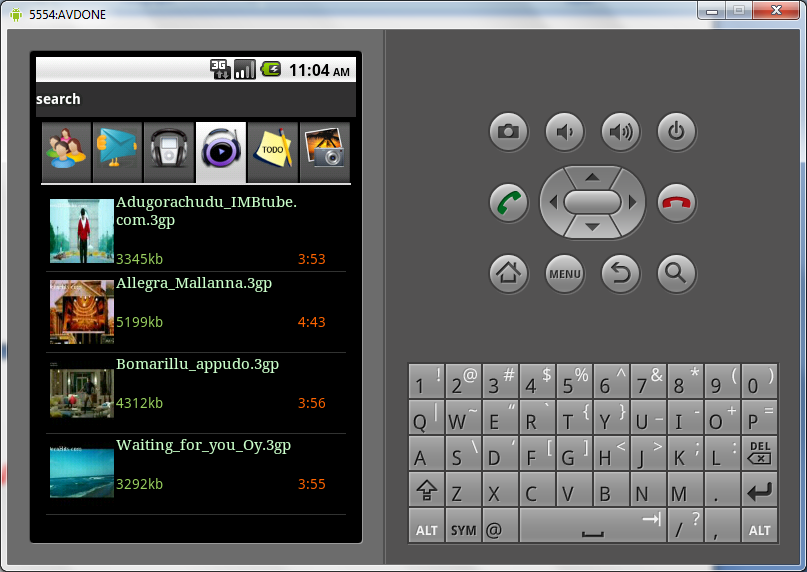 5554:AVDONE
3G
11:04 AM
search
TODO
Adugorachudu_IMBtube.
com.3gp
3345kb 3:53
Allegra_Mallanna.3gp
5199kb 4:43
Bomarillu_appudo.3gp
4312kb 3:56
Waiting_for_you_Oy.3gp
3292kb 3:55
MENU
1 ! 2 @ 3 # 4 $ 5 % 6 ^ 7 & 8 * 9 ( 0 )
Q | W ~ E “ R ` T { Y } U _ I - O + P =
A S \ D ‘ F [ G ] H < J > K ; L : DEL
Z X C V B N M .
ALT SYM @ / ? , ALT